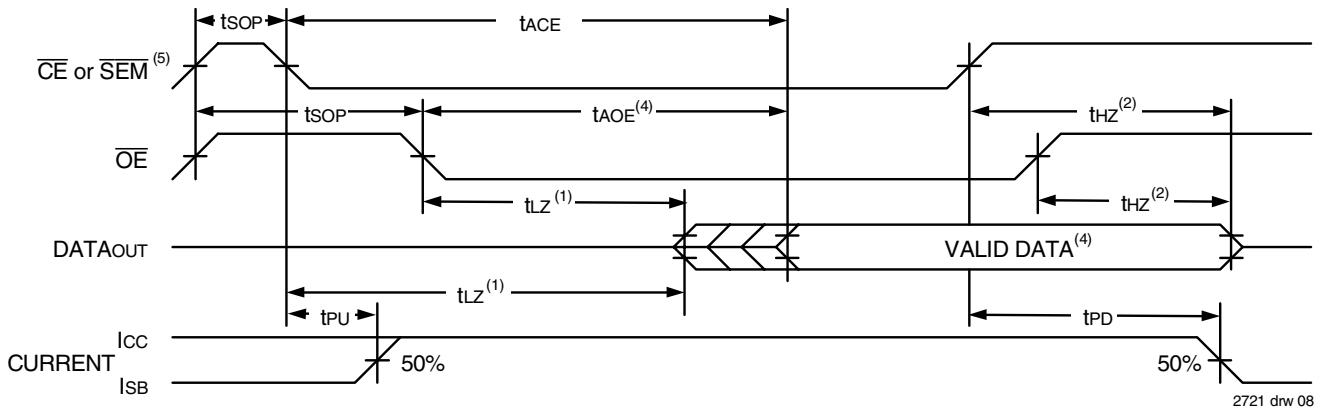 tSOP
tACE
CE or SEM (5)
tSOP
tAOE(4)
tHZ(2)
OE
tLZ (1)
tHZ(2)
DATAOUT
VALID DATA(4)
tLZ(1)
tPU
tPD
ICC
CURRENT
50%
50%
ISB
2721 drw 08